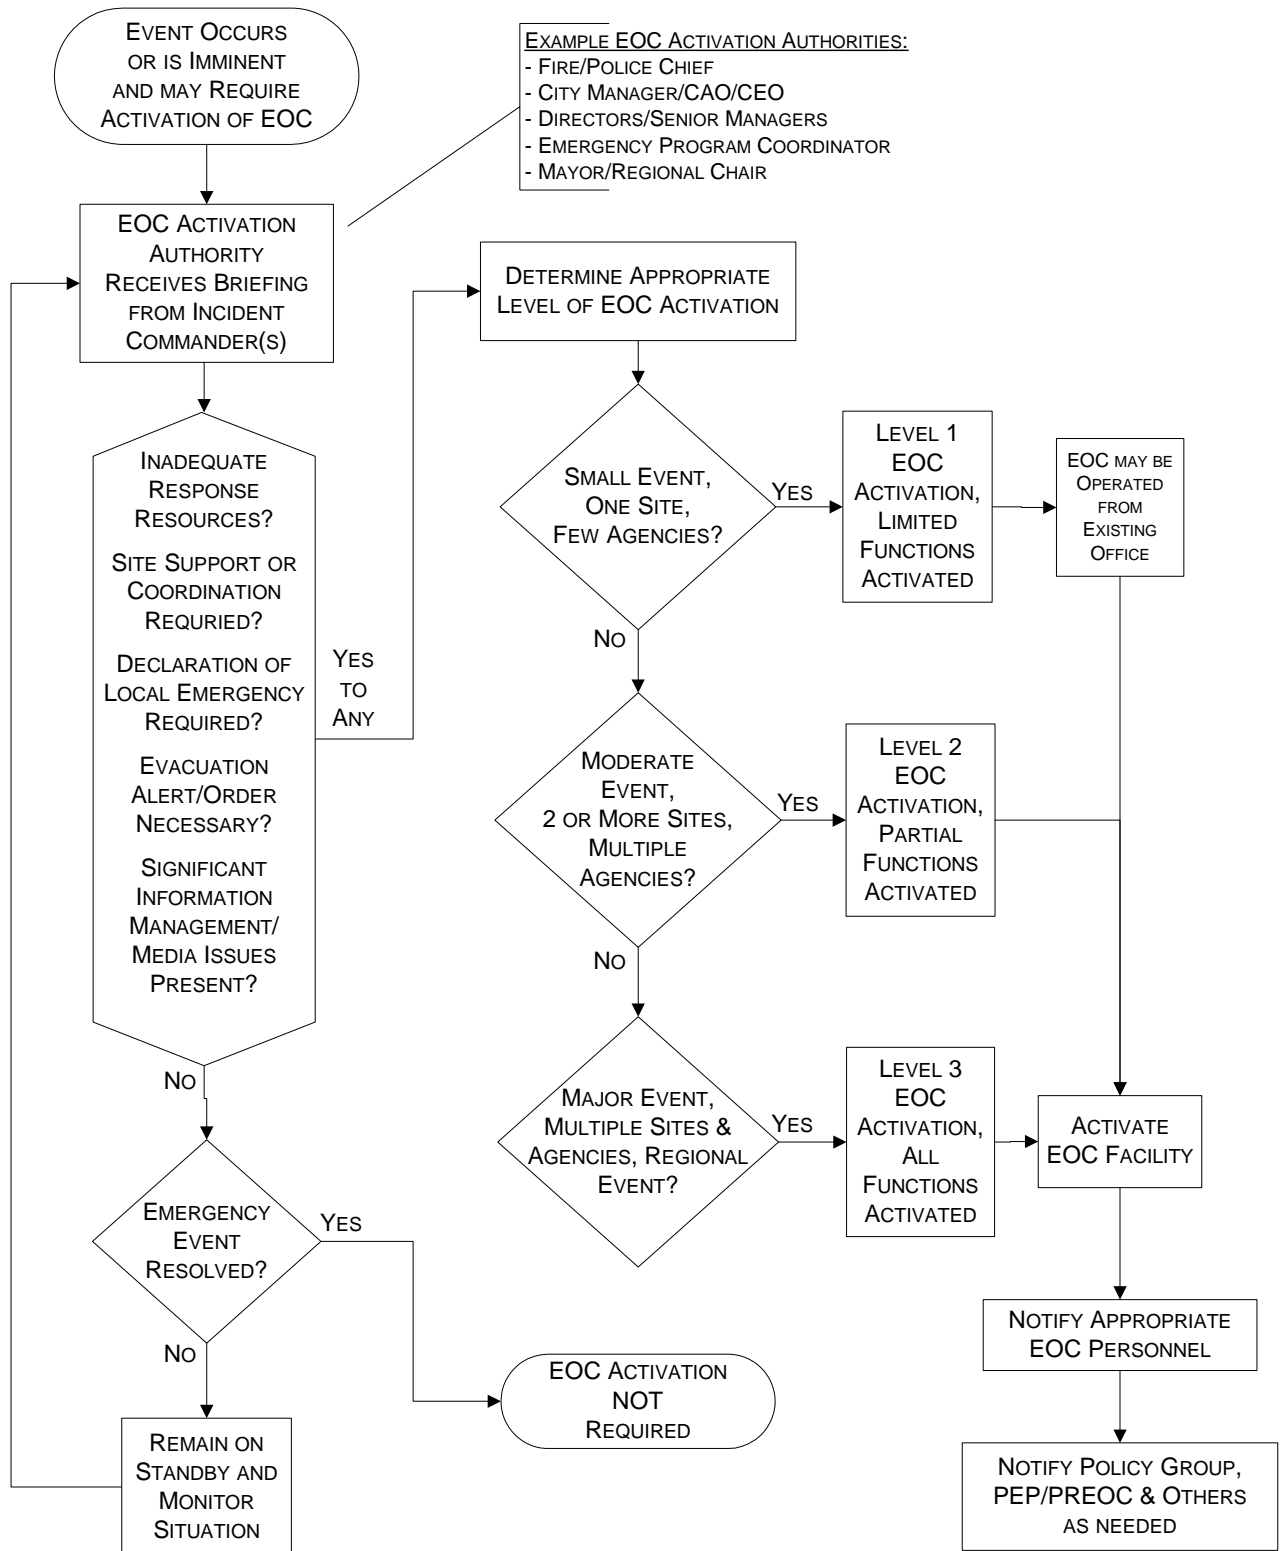 Event Occurs
or is Imminent
and may Require
Activation of EOC
Example EOC Activation Authorities:
- Fire/Police Chief
- City Manager/CAO/CEO
- Directors/Senior Managers
- Emergency Program Coordinator
- Mayor/Regional Chair
EOC Activation
Authority
Receives Briefing
from Incident
Commander(s)
Inadequate
Response
Resources?
Site Support or
Coordination
Requried?
Declaration of
Local Emergency
Required?
Evacuation
Alert/Order
Necessary?
Significant
Information
Management/
Media Issues
Present?
Yes
to
Any
No
Emergency
Event
Resolved?
Yes
No
Remain on
Standby and
Monitor
Situation
EOC Activation
NOT
Required
Determine Appropriate
Level of EOC Activation
Small Event,
One Site,
Few Agencies?
Yes
Level 1
EOC
Activation,
Limited
Functions
Activated
EOC may be
Operated
from
Existing
Office
No
Moderate
Event,
2 or More Sites,
Multiple
Agencies?
Yes
Level 2
EOC
Activation,
Partial
Functions
Activated
No
Major Event,
Multiple Sites &
Agencies, Regional
Event?
Yes
Level 3
EOC
Activation,
All
Functions
Activated
Activate
EOC Facility
Notify Appropriate
EOC Personnel
Notify Policy Group,
PEP/PREOC & Others
as needed